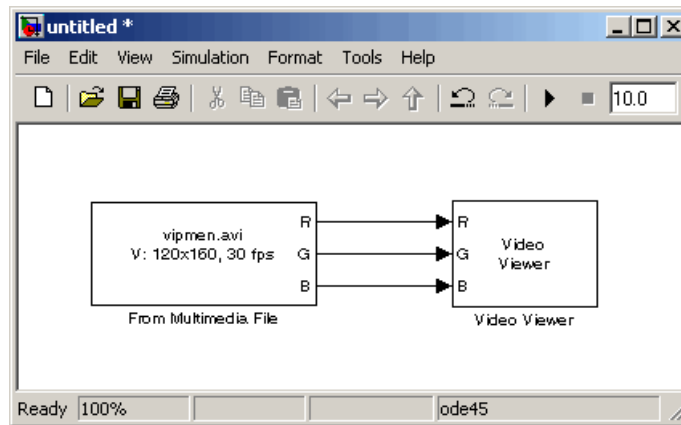 untitled *
File Edit View Simulation Format Tools Help
10.0
vipmen.avi
V: 120x160, 30 fps
R
G
B
From Multimedia File
R
G
B
Video
Viewer
Video Viewer
Ready 100% ode45